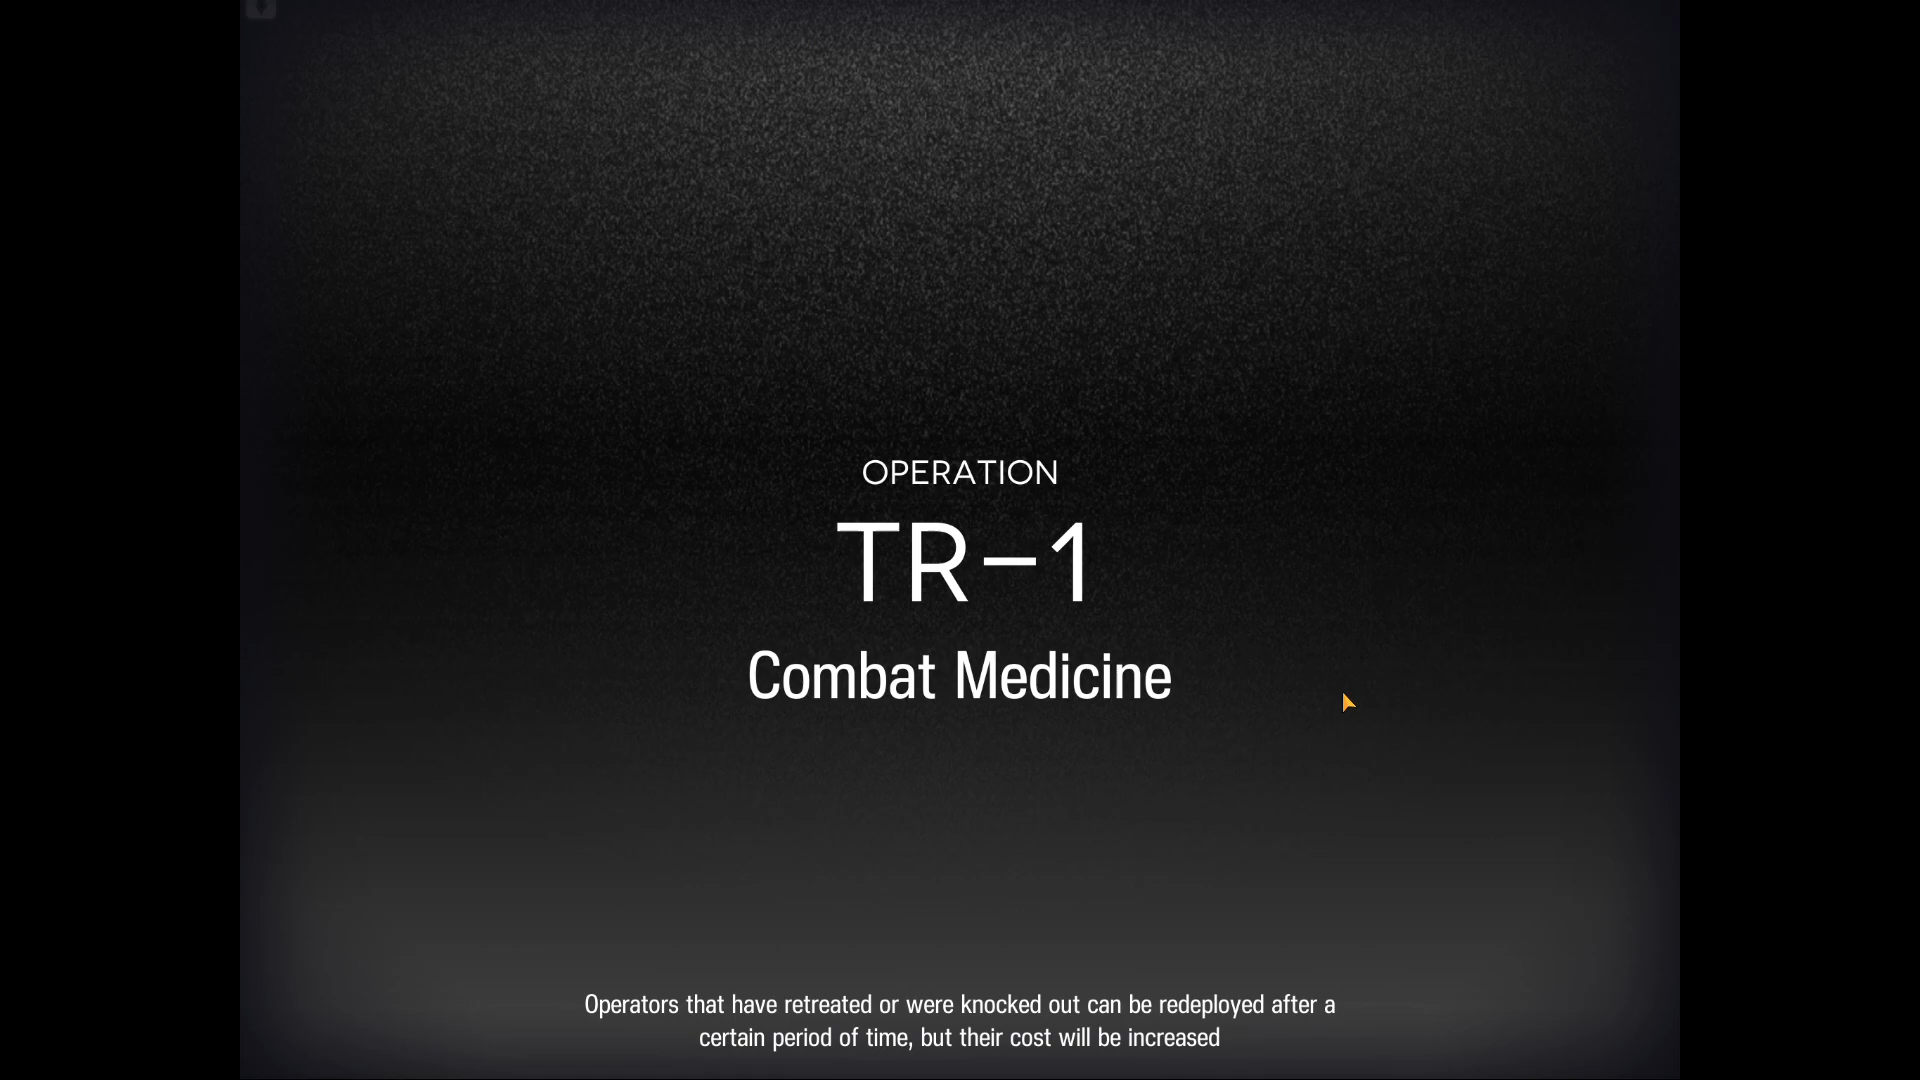 OPERATION
TR-1
Combat Medicine
Operators that have retreated or were knocked out can be redeployed after a
certain period of time, but their cost will be increased